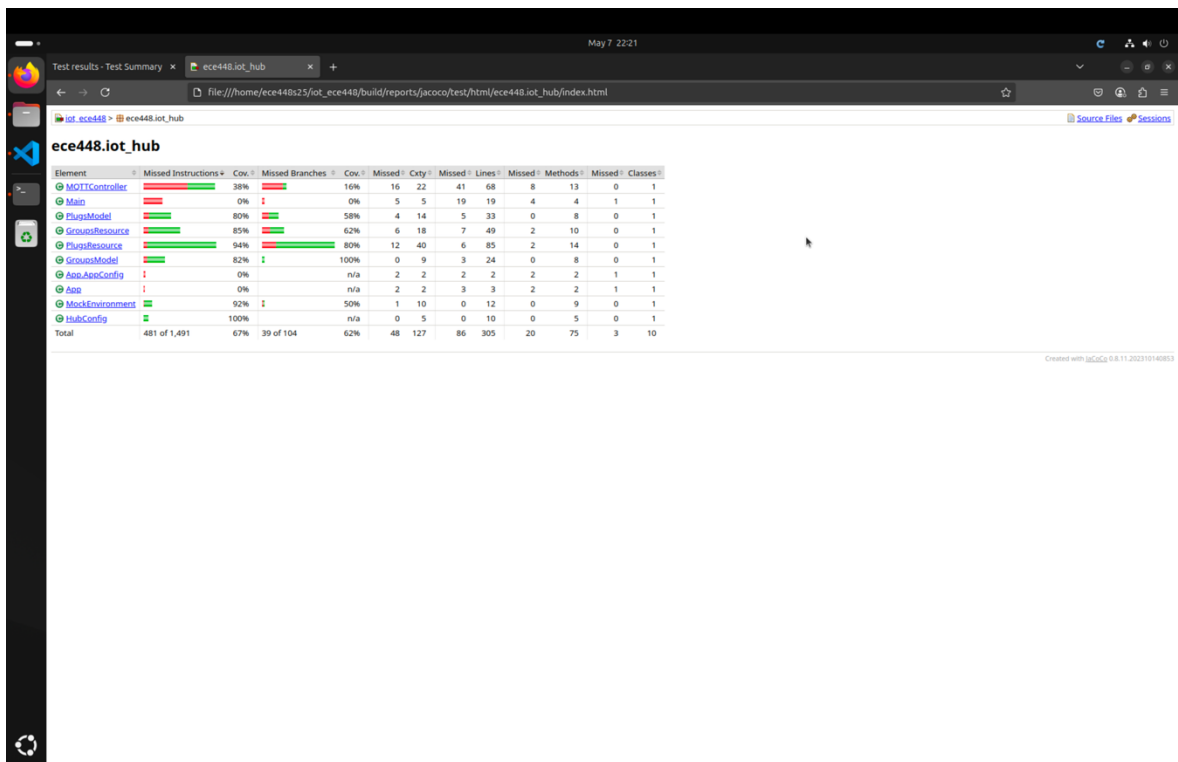 May 7 22:21
Test results - Test Summary
ece448.iot_hub
file:///home/ece448s25/iot_ece448/build/reports/jacoco/test/html/ece448.iot_hub/index.html
iot_ece448 > ece448.iot_hub
Source Files Sessions
ece448.iot_hub
Element Missed Instructions Cov. Missed Branches Cov. Missed Cxty Missed Lines Missed Methods Missed Classes
MQTTController 38% 16% 16 22 41 68 8 13 0 1
Main 0% 0% 5 5 19 19 4 4 1 1
PlugsModel 80% 58% 4 14 5 33 0 8 0 1
GroupsResource 85% 62% 6 18 7 49 2 10 0 1
PlugsResource 94% 80% 12 40 6 85 2 14 0 1
GroupsModel 82% 100% 0 9 3 24 0 8 0 1
App.AppConfig 0% n/a 2 2 2 2 2 2 1 1
App 0% n/a 2 2 3 3 2 2 1 1
MockEnvironment 92% 50% 1 10 0 12 0 9 0 1
HubConfig 100% n/a 0 5 0 10 0 5 0 1
Total 481 of 1,491 67% 39 of 104 62% 48 127 86 305 20 75 3 10
Created with JaCoCo 0.8.11.202310140853